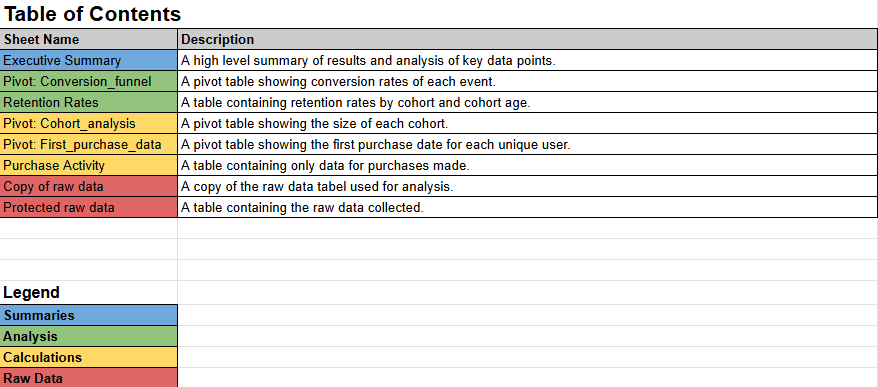 Table of Contents
Sheet Name Description
Executive Summary A high level summary of results and analysis of key data points.
Pivot: Conversion_funnel A pivot table showing conversion rates of each event.
Retention Rates A table containing retention rates by cohort and cohort age.
Pivot: Cohort_analysis A pivot table showing the size of each cohort.
Pivot: First_purchase_data A pivot table showing the first purchase date for each unique user.
Purchase Activity A table containing only data for purchases made.
Copy of raw data A copy of the raw data tabel used for analysis.
Protected raw data A table containing the raw data collected.
Legend
Summaries
Analysis
Calculations
Raw Data